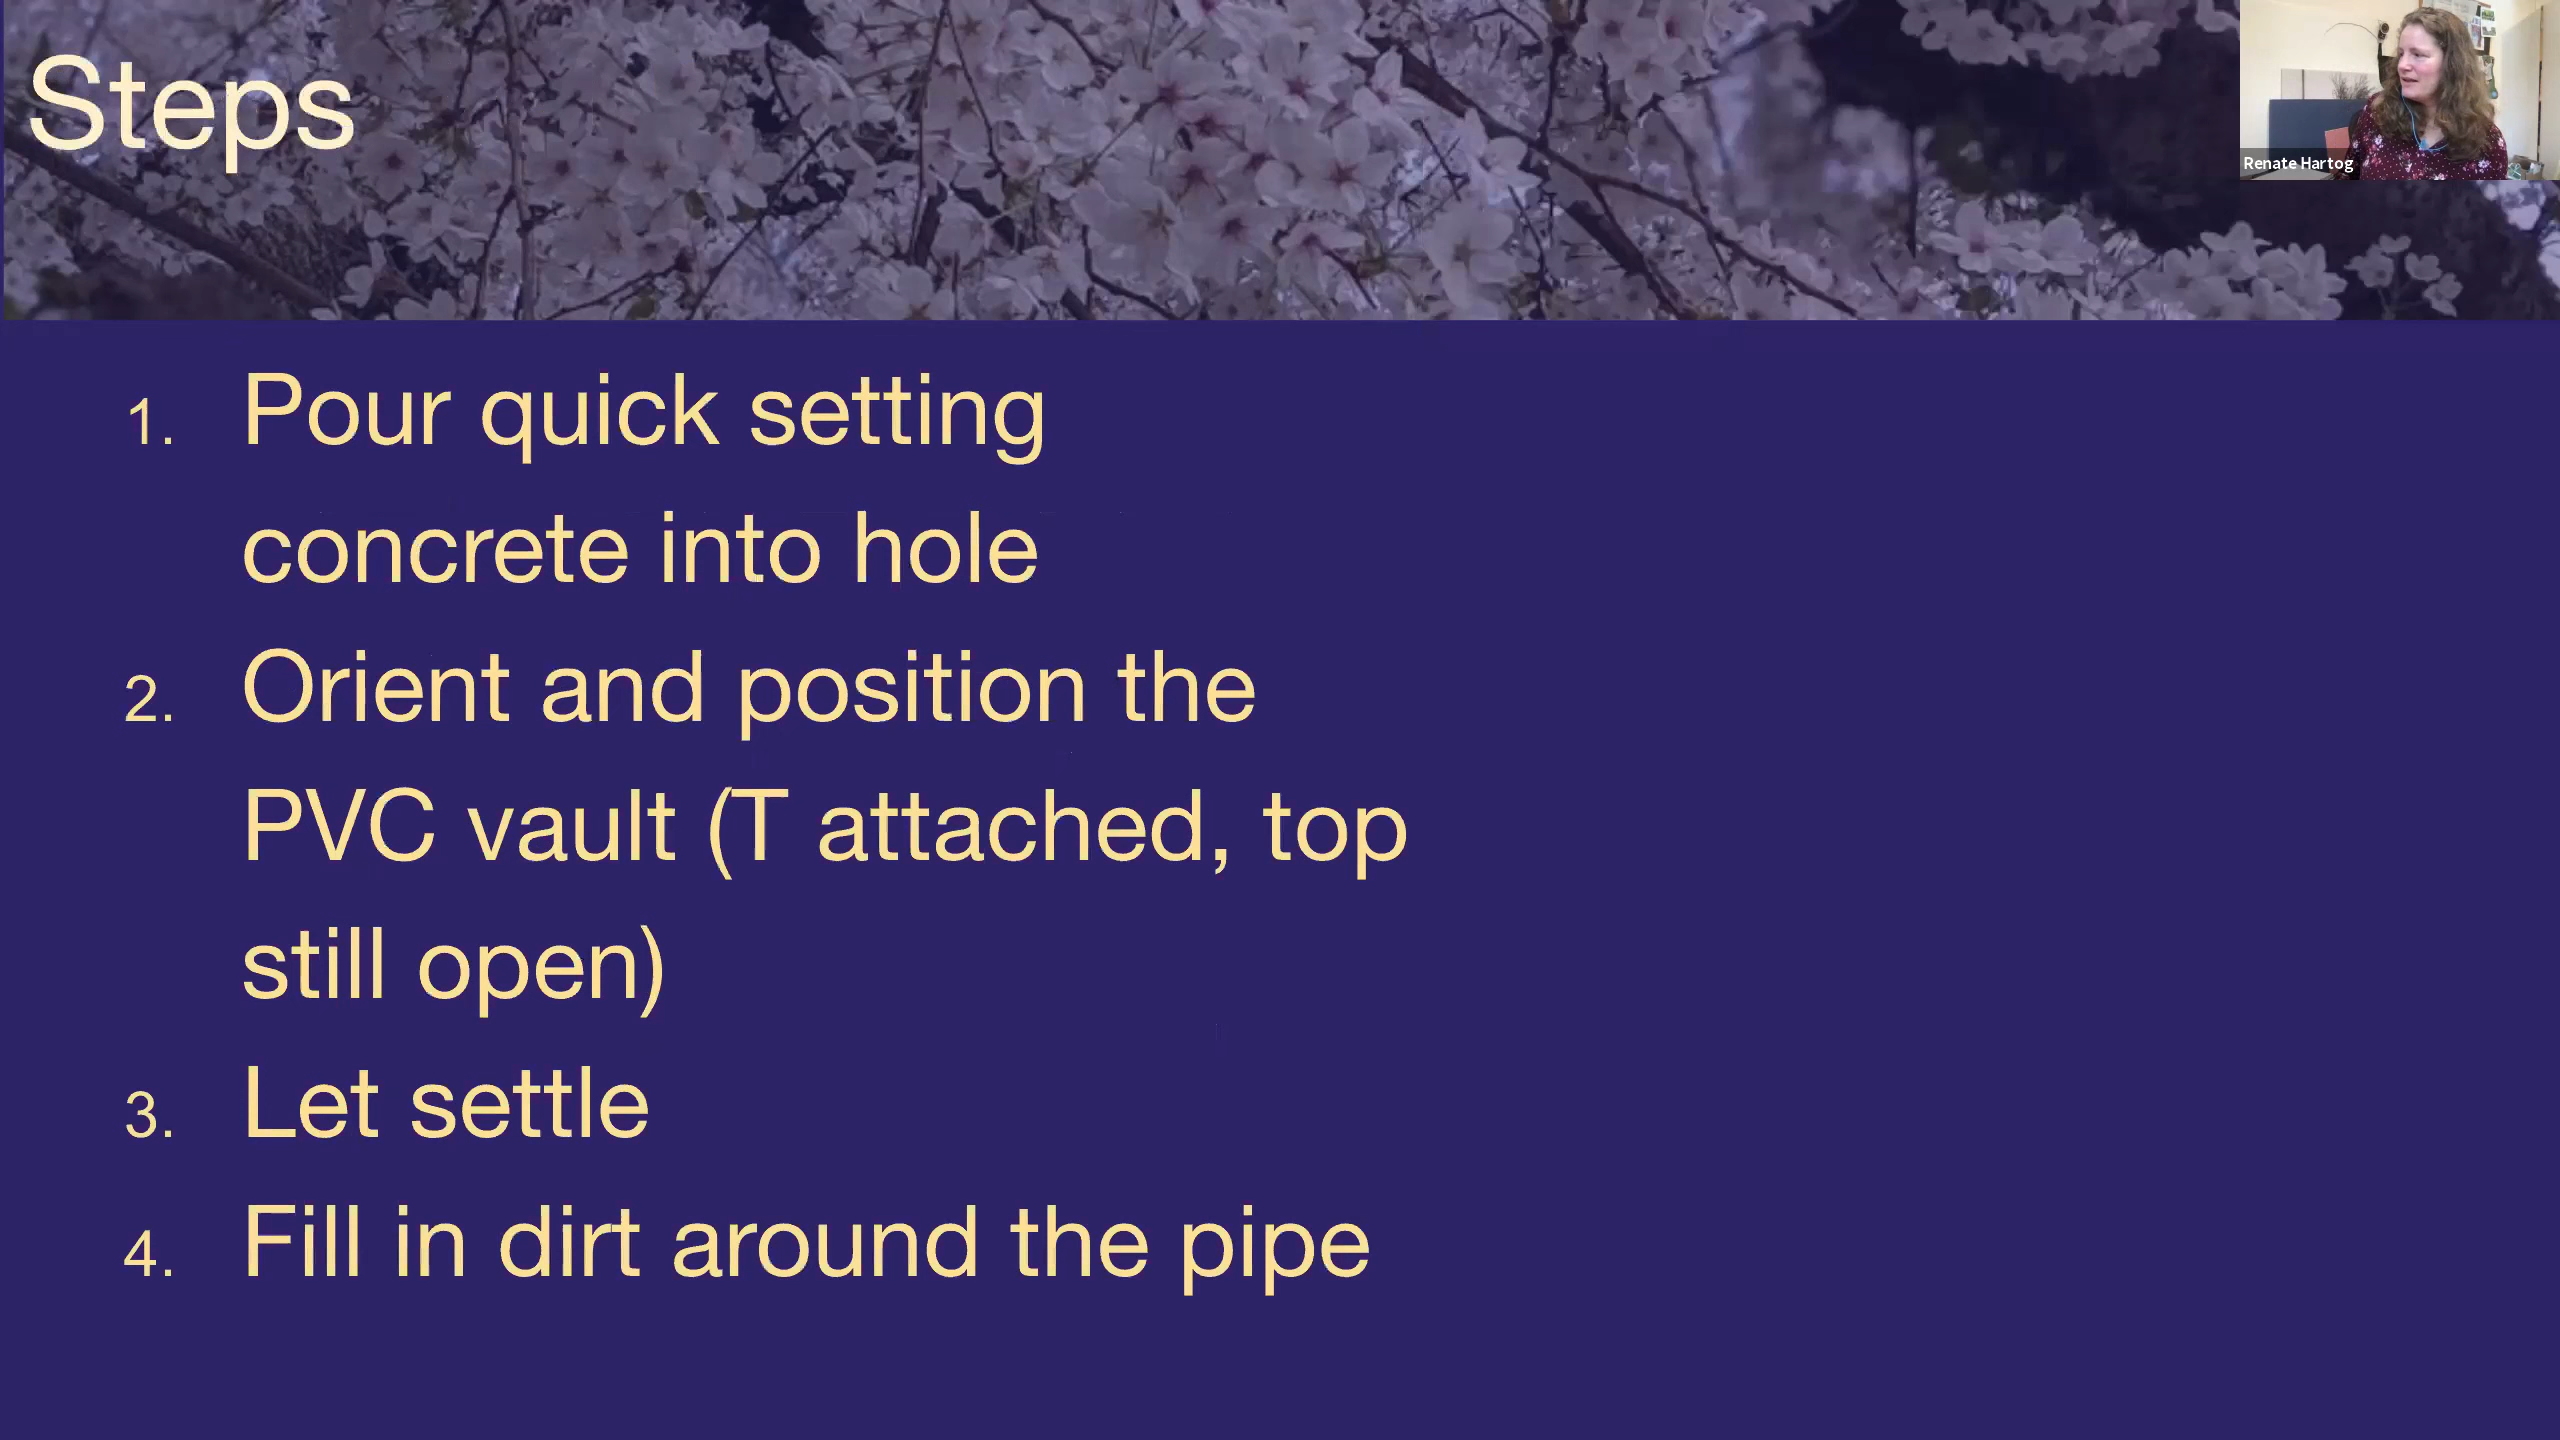 Steps
Renate Hartog
1. Pour quick setting
concrete into hole
2. Orient and position the
PVC vault (T attached, top
still open)
3. Let settle
4. Fill in dirt around the pipe